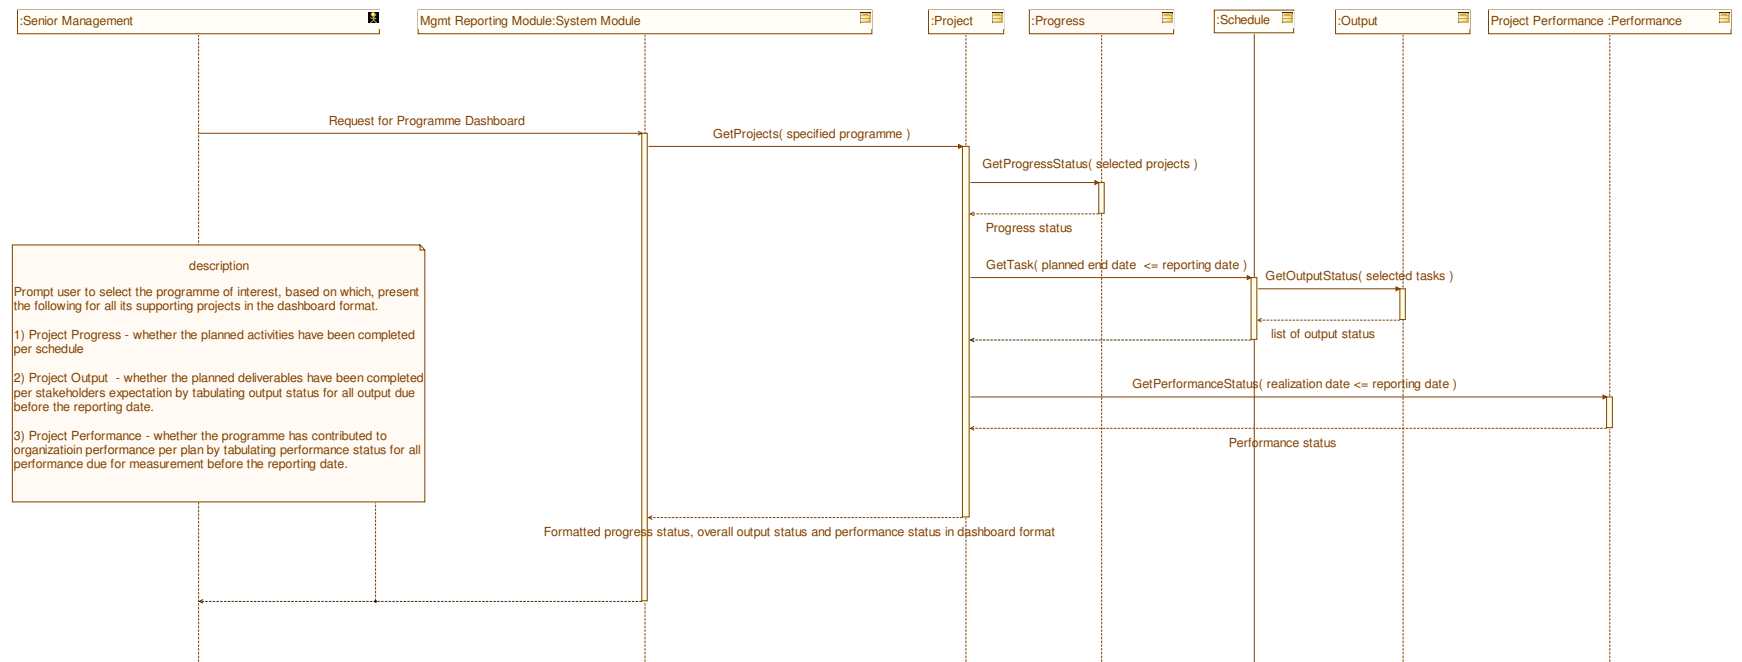 :Senior Management
Mgmt Reporting Module:System Module
:Project
:Progress
:Schedule
:Output
Project Performance :Performance
Request for Programme Dashboard
GetProjects( specified programme )
GetProgressStatus( selected projects )
Progress status
GetTask( planned end date  <= reporting date )
GetOutputStatus( selected tasks )
list of output status
GetPerformanceStatus( realization date <= reporting date )
Performance status
Formatted progress status, overall output status and performance status in dashboard format
description
Prompt user to select the programme of interest, based on which, present
the following for all its supporting projects in the dashboard format.
1) Project Progress - whether the planned activities have been completed
per schedule
2) Project Output  - whether the planned deliverables have been completed
per stakeholders expectation by tabulating output status for all output due
before the reporting date.
3) Project Performance - whether the programme has contributed to
organizatioin performance per plan by tabulating performance status for all
performance due for measurement before the reporting date.